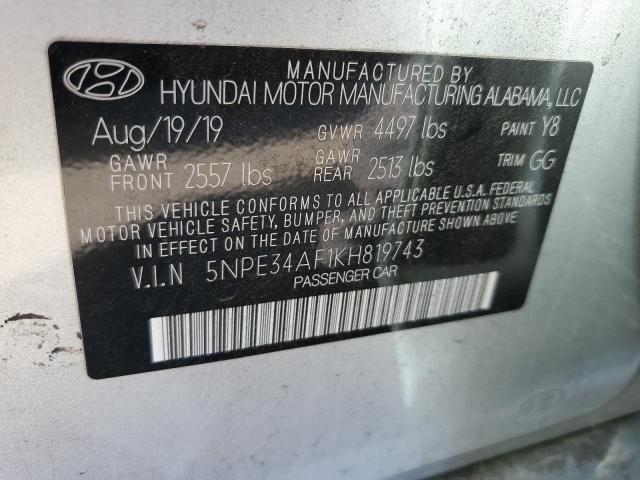 MANUFACTURED BY
HYUNDAI MOTOR MANUFACTURING ALABAMA, LLC
Aug/19/19 GVWR 4497 lbs PAINT Y8
GAWR FRONT 2557 lbs GAWR REAR 2513 lbs TRIM GG
THIS VEHICLE CONFORMS TO ALL APPLICABLE U.S.A. FEDERAL
MOTOR VEHICLE SAFETY, BUMPER, AND THEFT PREVENTION STANDARDS
IN EFFECT ON THE DATE OF MANUFACTURE SHOWN ABOVE.
V.I.N 5NPE34AF1KH819743
PASSENGER CAR